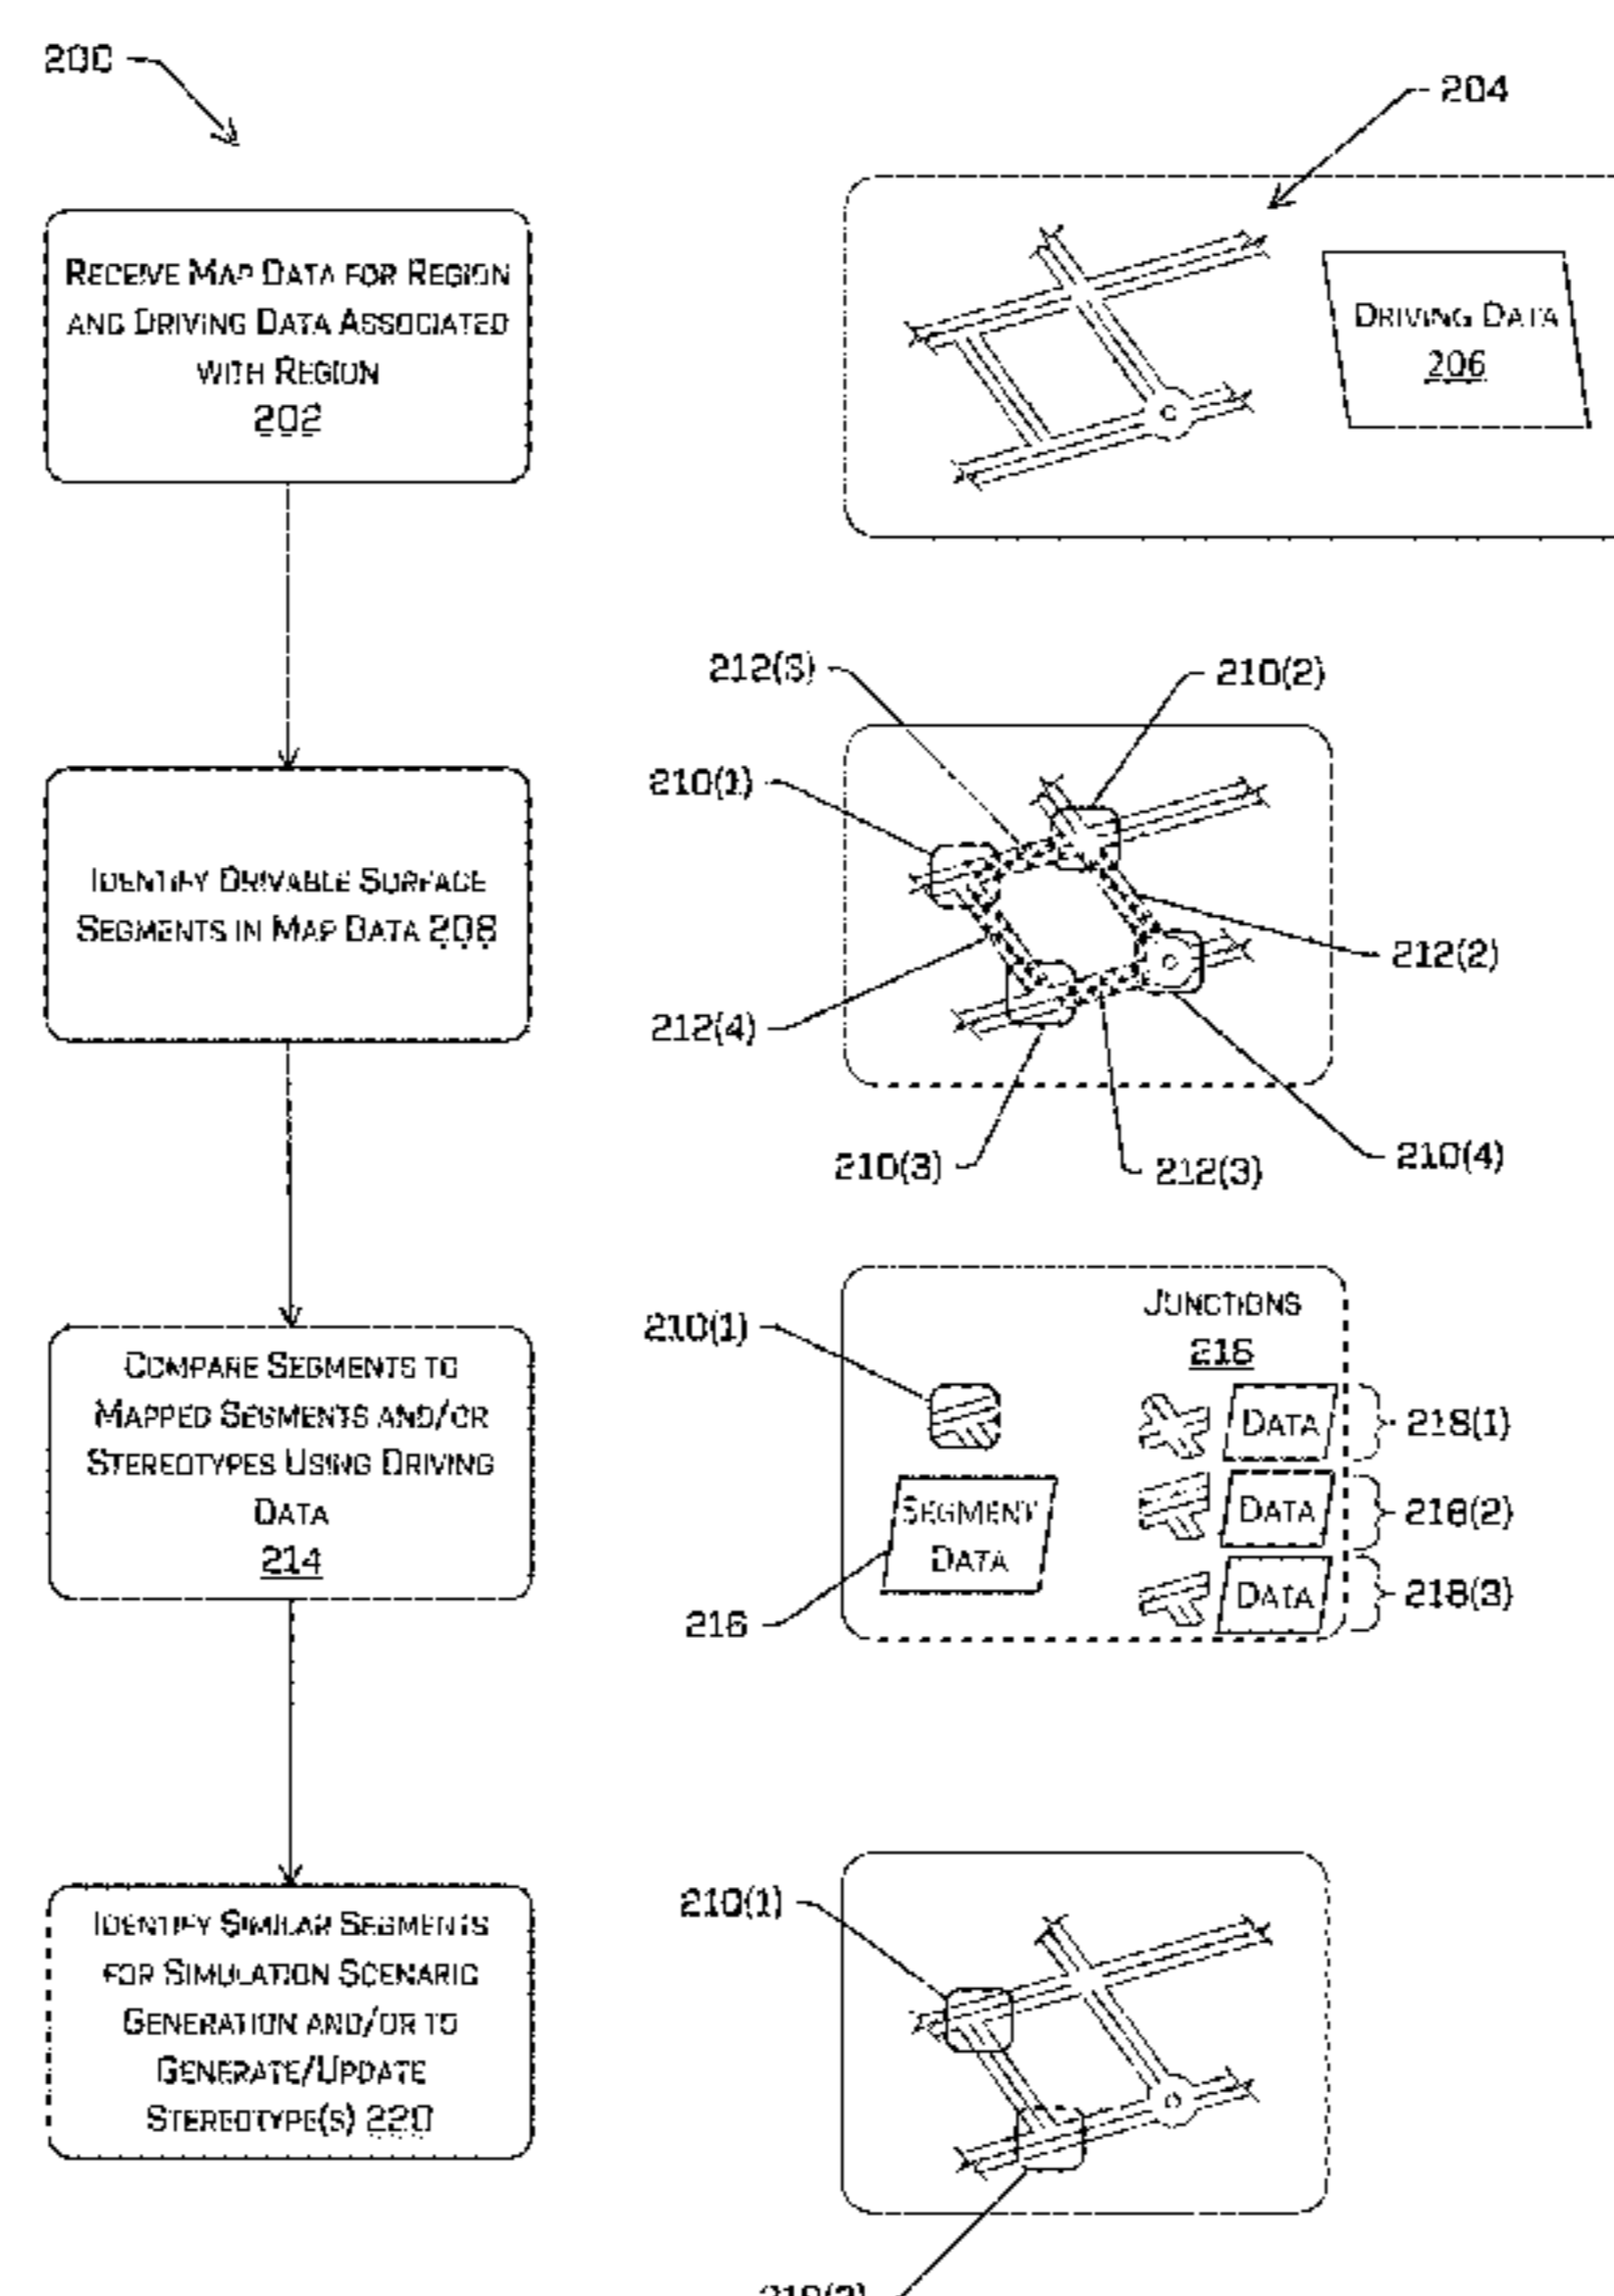 200
204
RECEIVE MAP DATA FOR REGION
AND DRIVING DATA ASSOCIATED
WITH REGION
202
DRIVING DATA
206
212(3)
210(2)
210(1)
IDENTIFY DRIVABLE SURFACE
SEGMENTS IN MAP DATA 208
212(2)
212(4)
210(3)
212(3)
210(4)
JUNCTIONS
216
210(1)
COMPARE SEGMENTS TO
MAPPED SEGMENTS AND/OR
STEREOTYPES USING DRIVING
DATA
214
DATA
218(1)
SEGMENT
DATA
DATA
218(2)
DATA
218(3)
216
210(1)
IDENTIFY SIMILAR SEGMENTS
FOR SIMULATION SCENARIO
GENERATION AND/OR TO
GENERATE/UPDATE
STEREOTYPE(S) 220